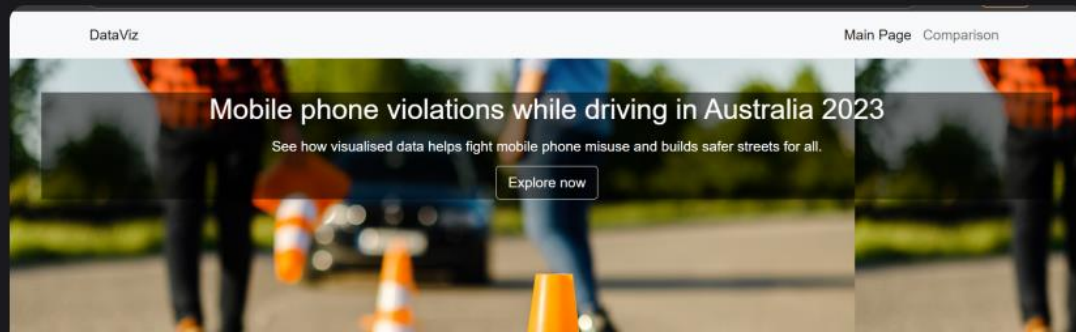 DataViz
Main Page Comparison
Mobile phone violations while driving in Australia 2023
See how visualised data helps fight mobile phone misuse and builds safer streets for all.
Explore now